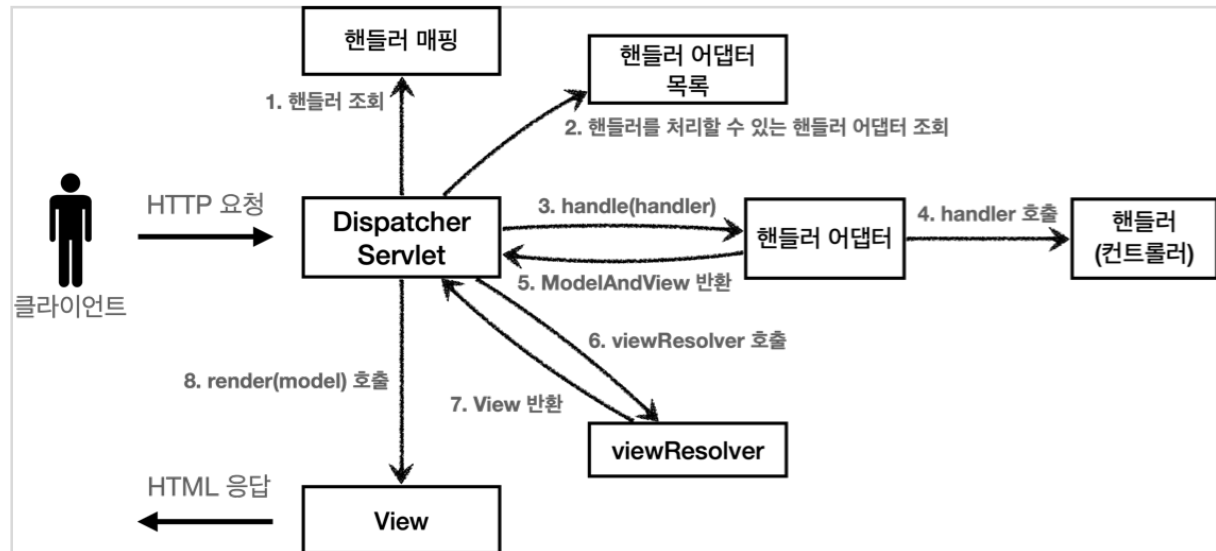 핸들러 매핑
핸들러 어댑터
목록
1. 핸들러 조회
2. 핸들러를 처리할 수 있는 핸들러 어댑터 조회
HTTP 요청
Dispatcher
Servlet
3. handle(handler)
핸들러 어댑터
4. handler 호출
핸들러
(컨트롤러)
클라이언트
5. ModelAndView 반환
6. viewResolver 호출
8. render(model) 호출
7. View 반환
viewResolver
HTML 응답
View